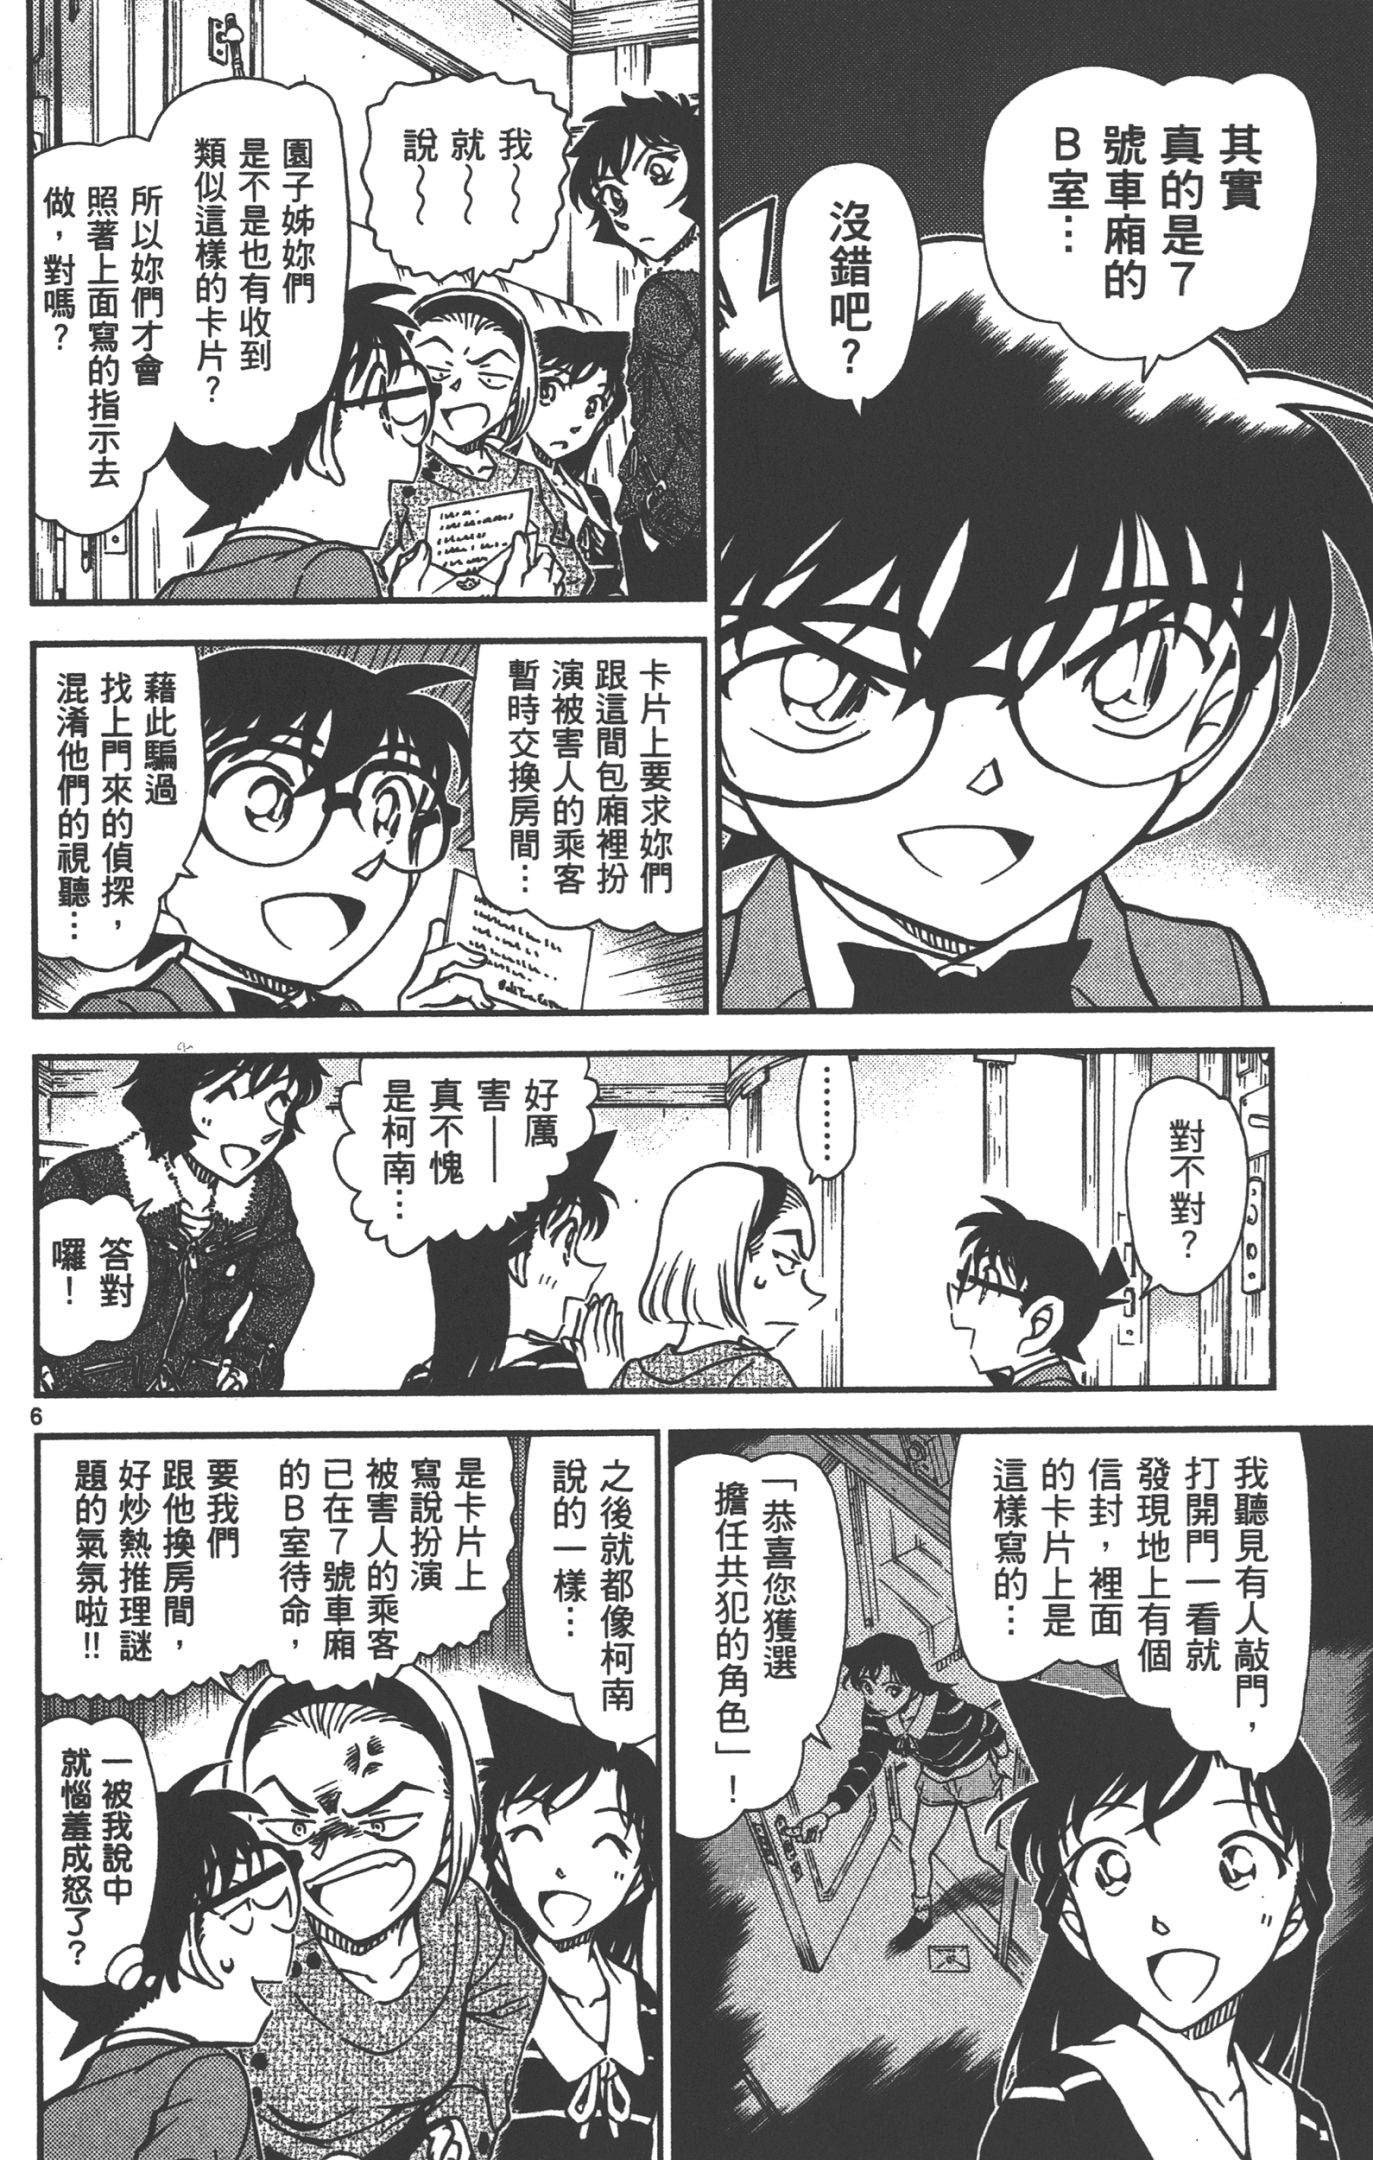 其實
真的是7
號車廂的
B室…
沒錯吧？
我
就
說
～～～
～～～
～～～
園子姊妳們
是不是也有收到
類似這樣的卡片？
所以妳們才會
照著上面寫的指示去
做，對嗎？
卡片上要求妳們
跟這間包廂裡扮
演被害人的乘客
暫時交換房間…
藉此騙過
找上門來的偵探，
混淆他們的視聽…
對不對？
………
好厲
害──
真不愧
是柯南…
答對
囉！
6
我聽見有人敲門，
打開門一看就
發現地上有個
信封，裡面
的卡片上是
這樣寫的…
「恭喜您獲選
擔任共犯的角色」！
之後就都像柯南
說的一樣…
是卡片上
寫說扮演
被害人的乘客
已在7號車廂
的B室待命，
要我們
跟他換房間，
好炒熱推理謎
題的氣氛啦!!
一被我說中
就惱羞成怒了？